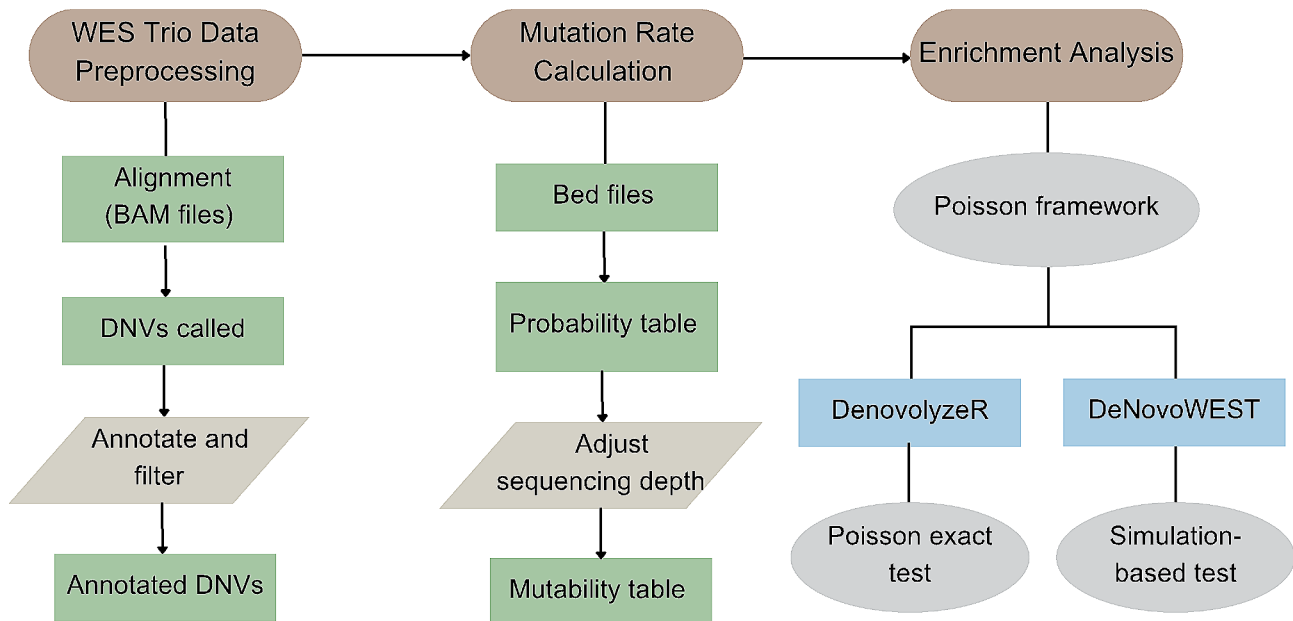 WES Trio Data
Preprocessing
Mutation Rate
Calculation
Enrichment Analysis
Alignment
(BAM files)
DNVs called
Annotate and
filter
Annotated DNVs
Bed files
Probability table
Adjust
sequencing depth
Mutability table
Poisson framework
DenovolyzeR
DeNovoWEST
Poisson exact
test
Simulation-
based test